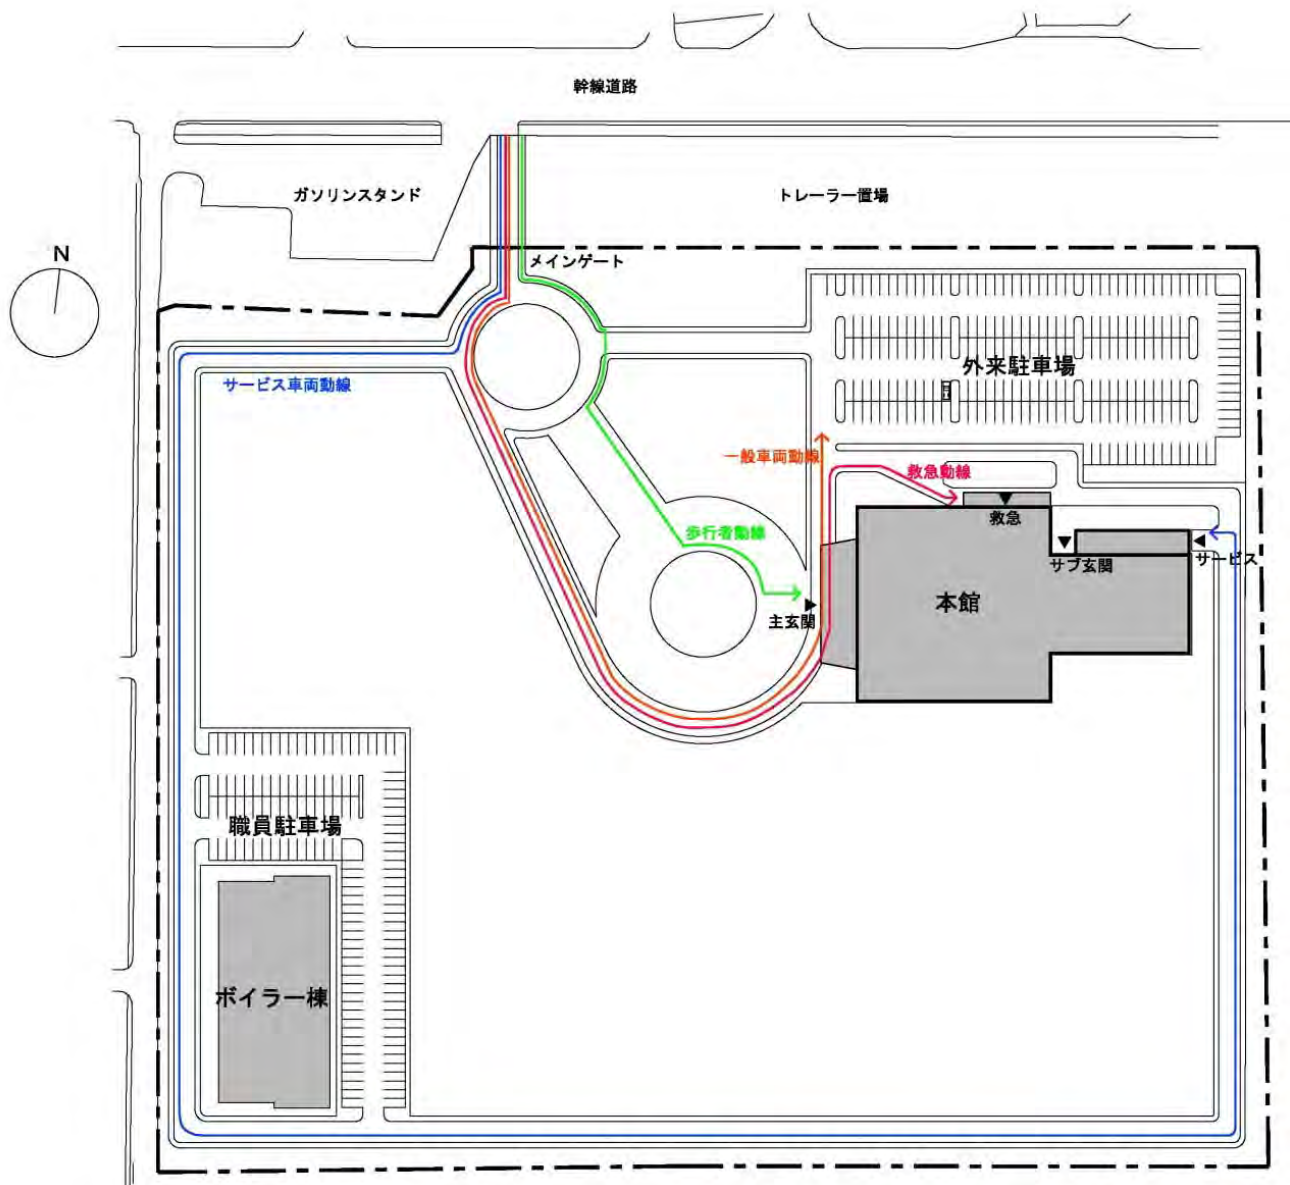 幹線道路
ガソリンスタンド
トレーラー置場
N
メインゲート
外来駐車場
サービス車両動線
一般車両動線
救急動線
救急
歩行者動線
サブ玄関
サービス
本館
主玄関
職員駐車場
ボイラー棟